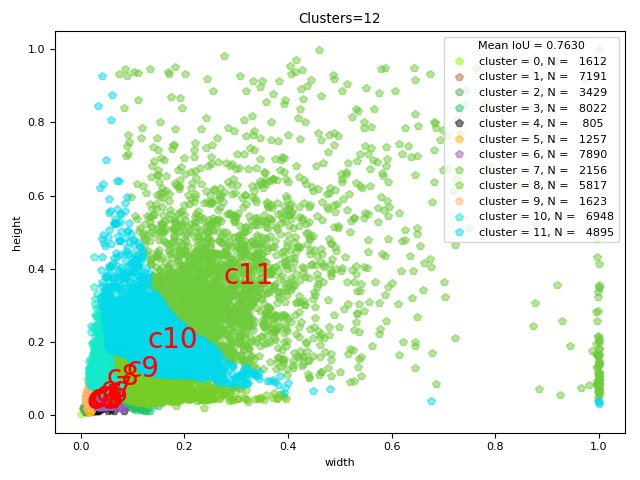 Clusters=12
Mean IoU = 0.7630
cluster = 0, N = 1612
cluster = 1, N = 7191
cluster = 2, N = 3429
cluster = 3, N = 8022
cluster = 4, N = 805
cluster = 5, N = 1257
cluster = 6, N = 7890
cluster = 7, N = 2156
cluster = 8, N = 5817
cluster = 9, N = 1623
cluster = 10, N = 6948
cluster = 11, N = 4895
height
1.0
0.8
0.6
0.4
0.2
0.0
c11
c10
c9
c8
0.0 0.2 0.4 0.6 0.8 1.0
width